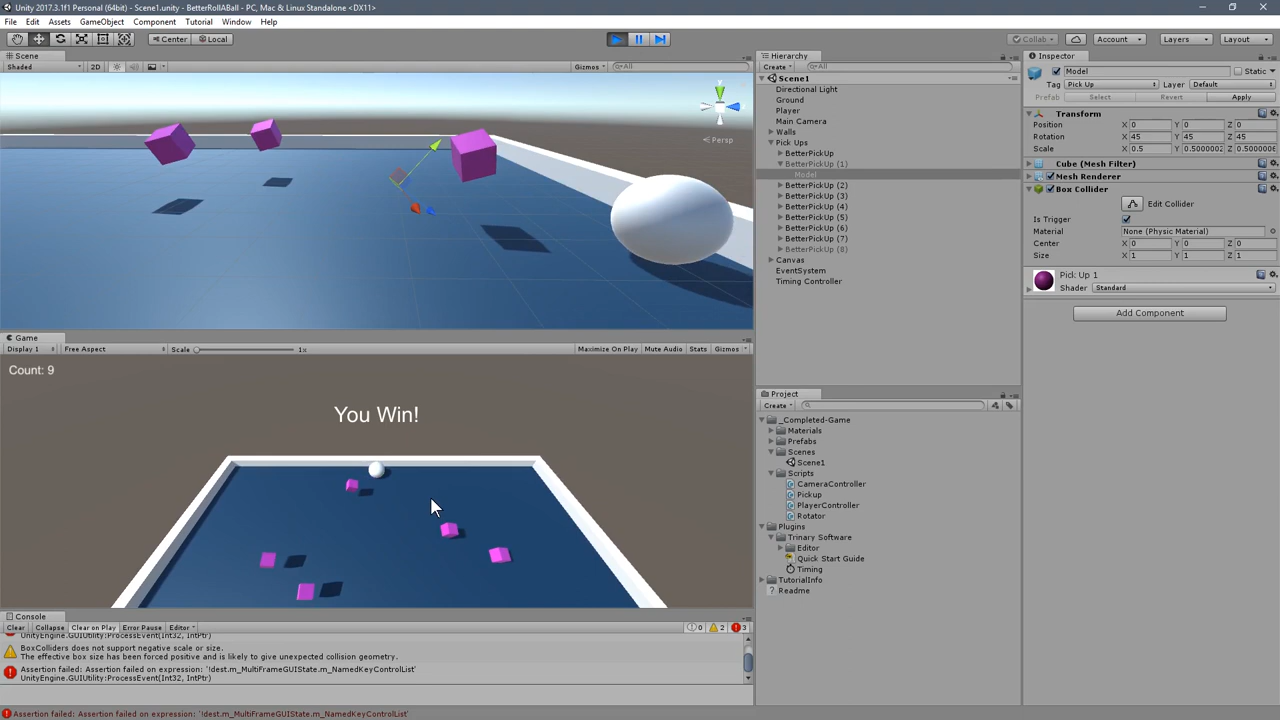 Unity 2017.3.1f1 Personal (64bit) - Scene1.unity - BetterRollABall - PC, Mac & Linux Standalone <DX11>
File Edit Assets GameObject Component Tutorial Window Help
Center Local Collab Account Layers Layout
Scene
Shaded 2D Gizmos All
Persp
Game
Display 1 Free Aspect Scale 1x Maximize On Play Mute Audio Stats Gizmos
Count: 9
You Win!
Console
Clear Collapse Clear on Play Error Pause Editor 0 2 3
UnityEngine.GUIUtility:ProcessEvent(Int32, IntPtr)
BoxColliders does not support negative scale or size.
The effective box size has been forced positive and is likely to give unexpected collision geometry.
Assertion failed: Assertion failed on expression: '!dest.m_MultiFrameGUIState.m_NamedKeyControlList'
UnityEngine.GUIUtility:ProcessEvent(Int32, IntPtr)
Assertion failed: Assertion failed on expression: '!dest.m_MultiFrameGUIState.m_NamedKeyControlList'
Hierarchy
Create All
Scene1
Directional Light
Ground
Player
Main Camera
Walls
Pick Ups
BetterPickUp
BetterPickUp (1)
Model
BetterPickUp (2)
BetterPickUp (3)
BetterPickUp (4)
BetterPickUp (5)
BetterPickUp (6)
BetterPickUp (7)
BetterPickUp (8)
Canvas
EventSystem
Timing Controller
Project
Create
_Completed-Game
Materials
Prefabs
Scenes
Scene1
Scripts
CameraController
Pickup
PlayerController
Rotator
Plugins
Trinary Software
Editor
Quick Start Guide
Timing
TutorialInfo
Readme
Inspector
Model Static
Tag Pick Up Layer Default
Prefab Select Revert Apply
Transform
Position X 0 Y 0 Z 0
Rotation X 45 Y 45 Z 45
Scale X 0.5 Y 0.5000002 Z 0.5000006
Cube (Mesh Filter)
Mesh Renderer
Box Collider
Edit Collider
Is Trigger
Material None (Physic Material)
Center X 0 Y 0 Z 0
Size X 1 Y 1 Z 1
Pick Up 1
Shader Standard
Add Component